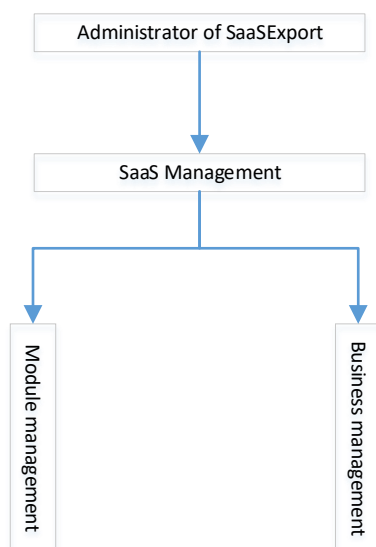 Administrator of SaaSExport
SaaS Management
Module management
Business management